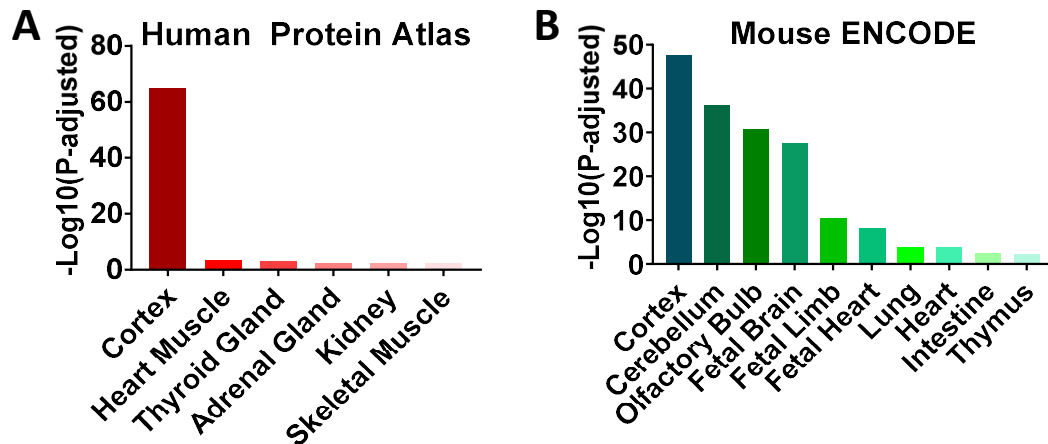 A
Human Protein Atlas
-Log10(P-adjusted)
80
60
40
20
0
Cortex
Heart Muscle
Thyroid Gland
Adrenal Gland
Kidney
Skeletal Muscle
B
Mouse ENCODE
-Log10(P-adjusted)
50
40
30
20
10
0
Cortex
Cerebellum
Olfactory Bulb
Fetal Brain
Fetal Limb
Fetal Heart
Lung
Heart
Intestine
Thymus